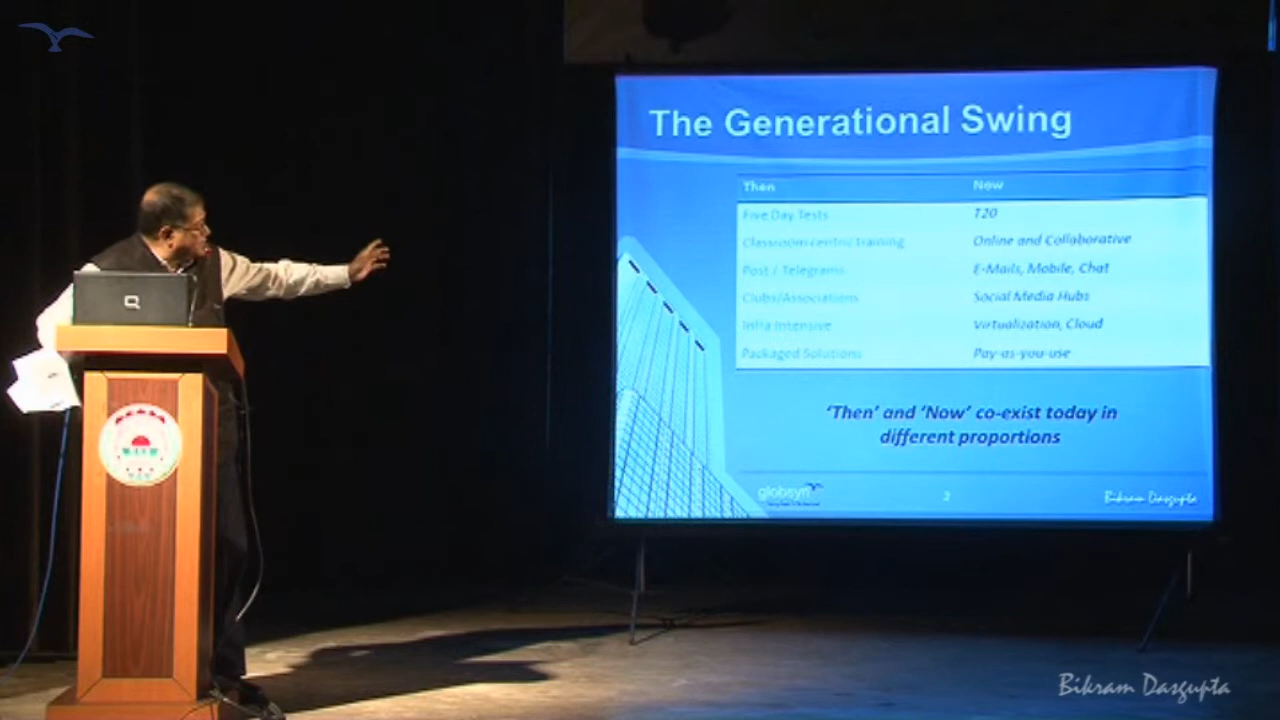 The Generational Swing
Then Now
Five Day Tests T20
Classroom centric training Online and Collaborative
Post / Telegrams E-Mails, Mobile, Chat
Clubs/Associations Social Media Hubs
Infra Intensive Virtualization, Cloud
Packaged Solutions Pay-as-you-use
‘Then’ and ‘Now’ co-exist today in
different proportions
globsyn 2 Bikram Dasgupta
Bikram Dasgupta